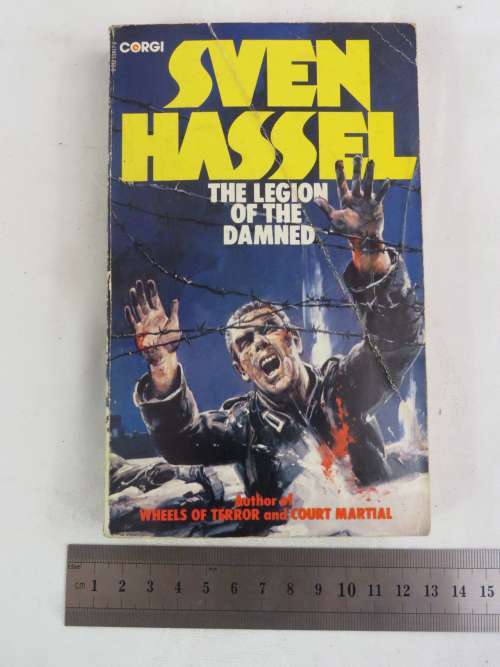 CORGI
SVEN
HASSEL
THE LEGION
OF THE
DAMNED
Author of
WHEELS OF TERROR and COURT MARTIAL
cm 1 2 3 4 5 6 7 8 9 10 11 12 13 14 15